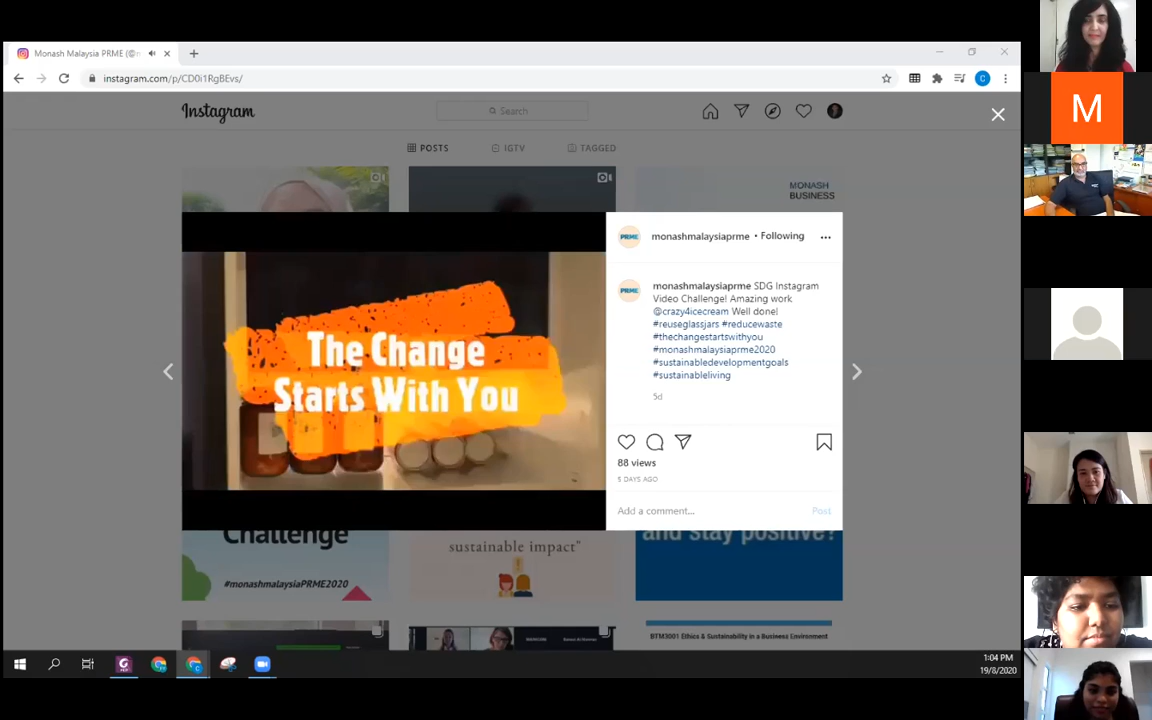 Monash Malaysia PRME (@
instagram.com/p/CD0i1RgBEvs/
C
Instagram
Search
POSTS
IGTV
TAGGED
MONASH
BUSINESS
The Change
Starts With You
PRME
monashmalaysiaprme • Following
PRME
monashmalaysiaprme SDG Instagram
Video Challenge! Amazing work
@crazy4icecream Well done!
#reuseglassjars #reducewaste
#thechangestartswithyou
#monashmalaysiaprme2020
#sustainabledevelopmentgoals
#sustainableliving
5d
88 views
5 DAYS AGO
Add a comment...
Post
Challenge
#monashmalaysiaPRME2020
sustainable impact"
and stay positive?
BTM3001 Ethics & Sustainability in a Business Environment
1:04 PM
19/8/2020
M